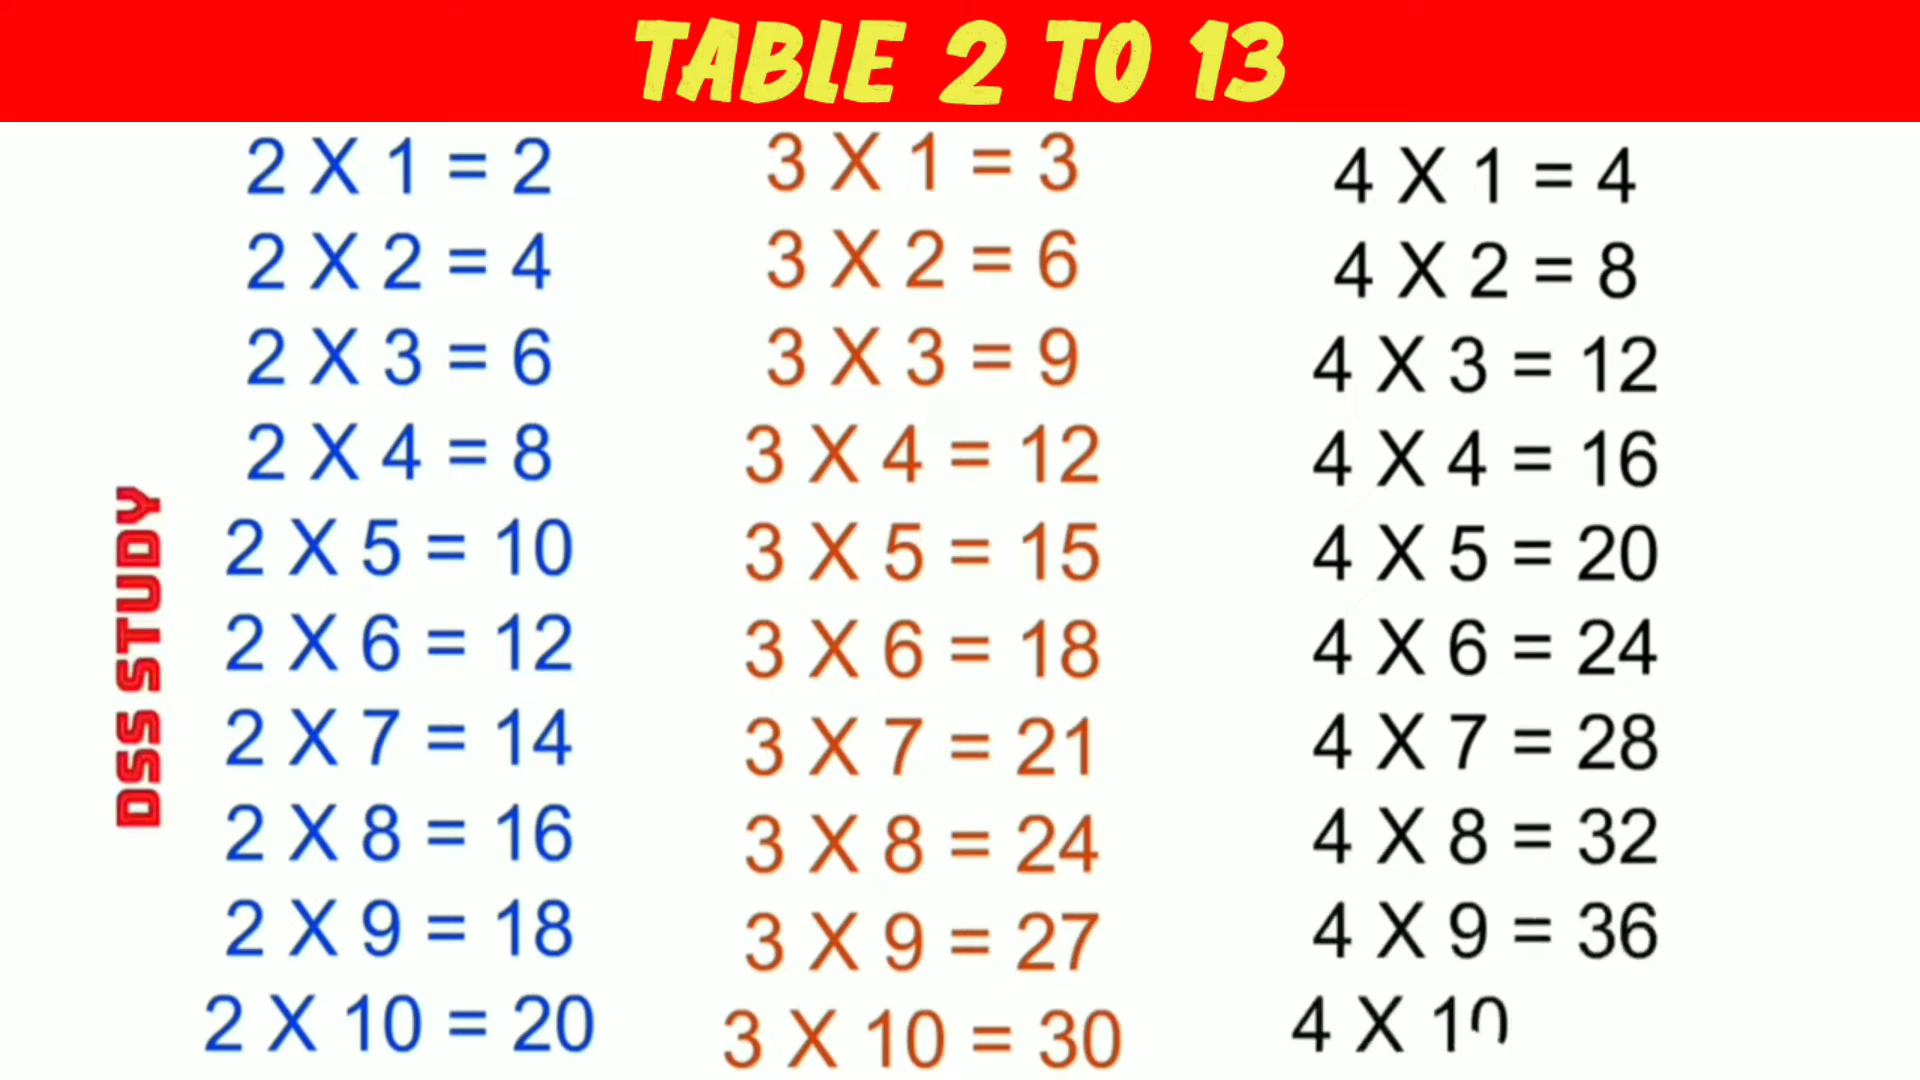 TABLE 2 TO 13
2 X 1 = 2
2 X 2 = 4
2 X 3 = 6
2 X 4 = 8
2 X 5 = 10
2 X 6 = 12
2 X 7 = 14
2 X 8 = 16
2 X 9 = 18
2 X 10 = 20
3 X 1 = 3
3 X 2 = 6
3 X 3 = 9
3 X 4 = 12
3 X 5 = 15
3 X 6 = 18
3 X 7 = 21
3 X 8 = 24
3 X 9 = 27
3 X 10 = 30
4 X 1 = 4
4 X 2 = 8
4 X 3 = 12
4 X 4 = 16
4 X 5 = 20
4 X 6 = 24
4 X 7 = 28
4 X 8 = 32
4 X 9 = 36
4 X 10
DSS STUDY